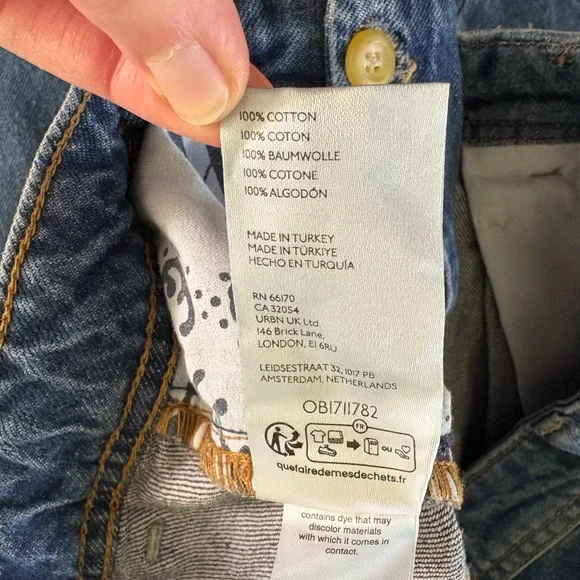 100% COTTON
100% COTON
100% BAUMWOLLE
100% COTONE
100% ALGODÓN
MADE IN TURKEY
MADE IN TÜRKIYE
HECHO EN TURQUÍA
RN 66170
CA 32054
URBN UK Ltd.
146 Brick Lane,
LONDON, E1 6RU
LEIDSESTRAAT 32, 1017 PB
AMSTERDAM, NETHERLANDS
OB1711782
FR
OU
quefairedemesdechets.fr
contains dye that may
discolor materials
with which it comes in
contact.